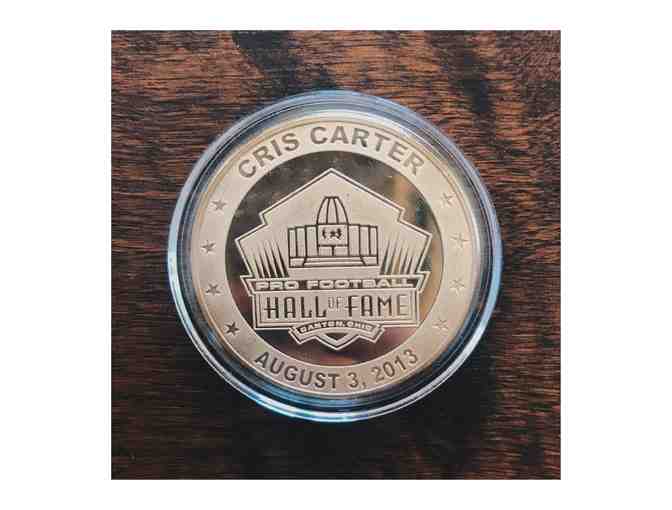 CRIS CARTER
PRO FOOTBALL
HALL OF FAME
CANTON, OHIO
AUGUST 3, 2013